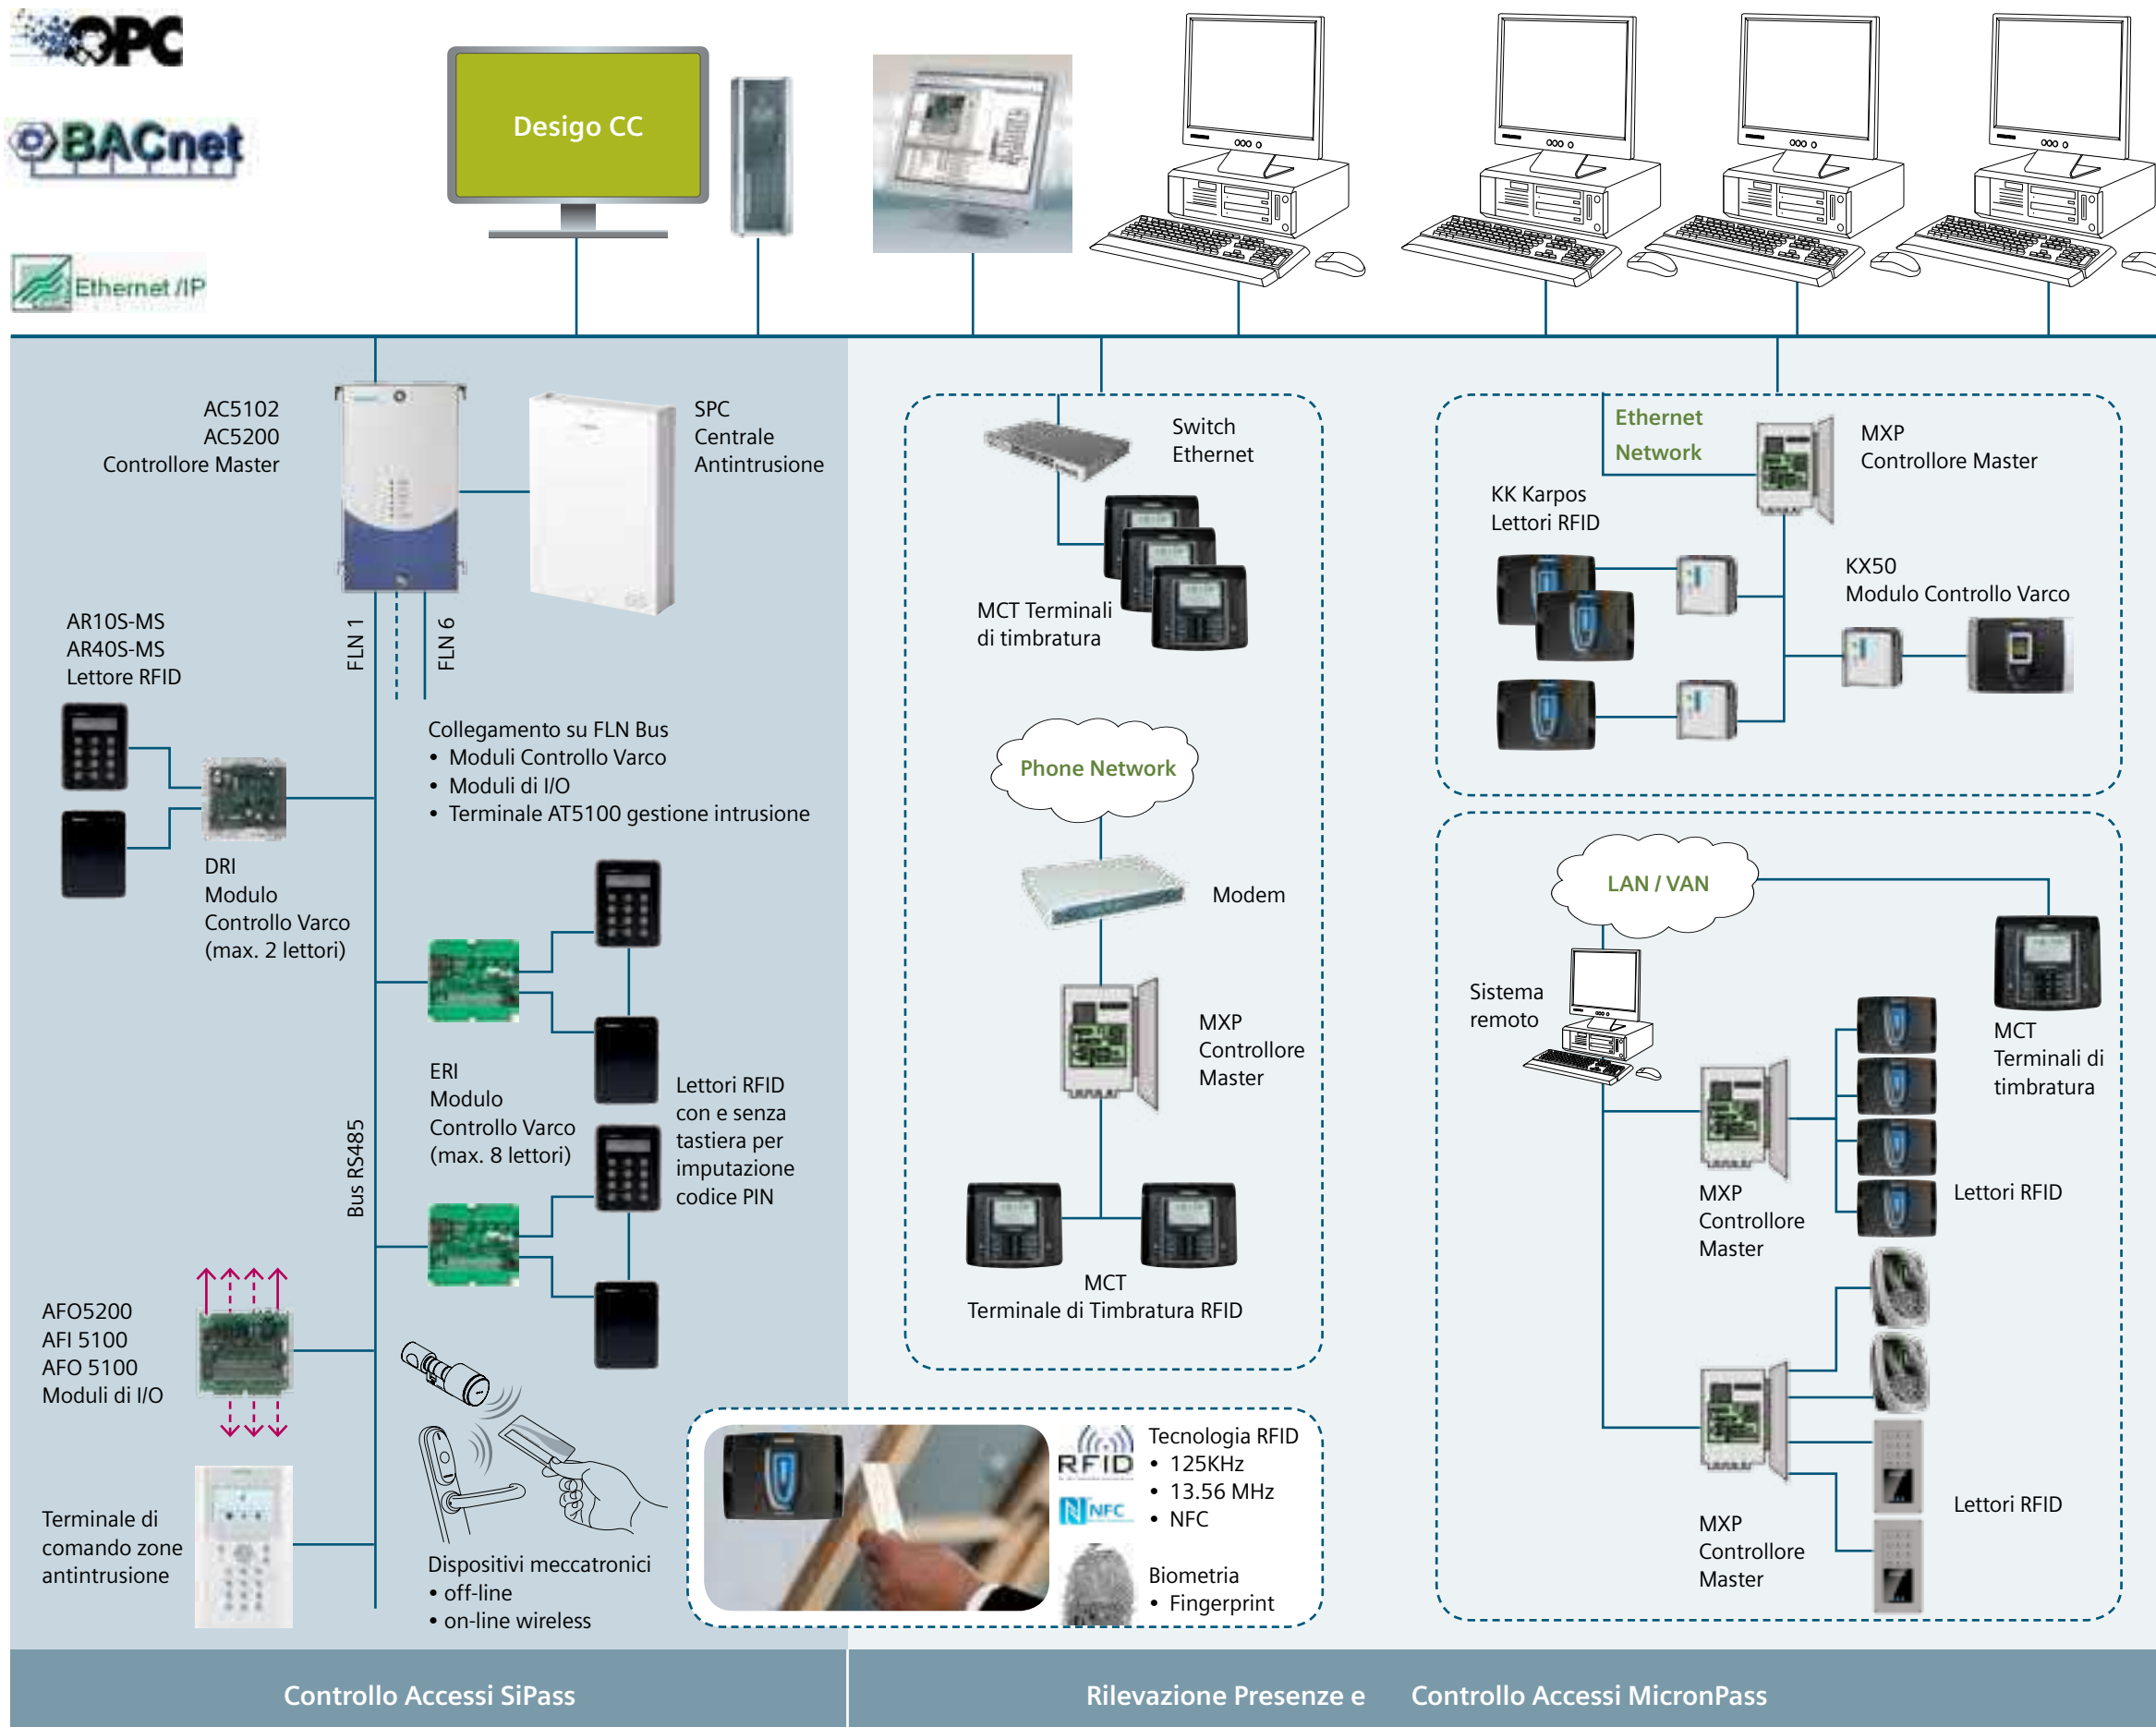 OPC
BACnet
Ethernet /IP
Desigo CC
AC5102
AC5200
Controllore Master
SPC
Centrale
Antintrusione
FLN 1
FLN 6
AR10S-MS
AR40S-MS
Lettore RFID
Collegamento su FLN Bus
• Moduli Controllo Varco
• Moduli di I/O
• Terminale AT5100 gestione intrusione
DRI
Modulo
Controllo Varco
(max. 2 lettori)
ERI
Modulo
Controllo Varco
(max. 8 lettori)
Lettori RFID
con e senza
tastiera per
imputazione
codice PIN
Bus RS485
AFO5200
AFI 5100
AFO 5100
Moduli di I/O
Terminale di
comando zone
antintrusione
Dispositivi meccatronici
• off-line
• on-line wireless
Switch
Ethernet
MCT Terminali
di timbratura
Phone Network
Modem
MXP
Controllore
Master
MCT
Terminale di Timbratura RFID
RFID
NFC
Tecnologia RFID
• 125KHz
• 13.56 MHz
• NFC
Biometria
• Fingerprint
Ethernet
Network
MXP
Controllore Master
KK Karpos
Lettori RFID
KX50
Modulo Controllo Varco
LAN / VAN
Sistema
remoto
MCT
Terminali di
timbratura
MXP
Controllore
Master
Lettori RFID
MXP
Controllore
Master
Lettori RFID
Controllo Accessi SiPass
Rilevazione Presenze e Controllo Accessi MicronPass